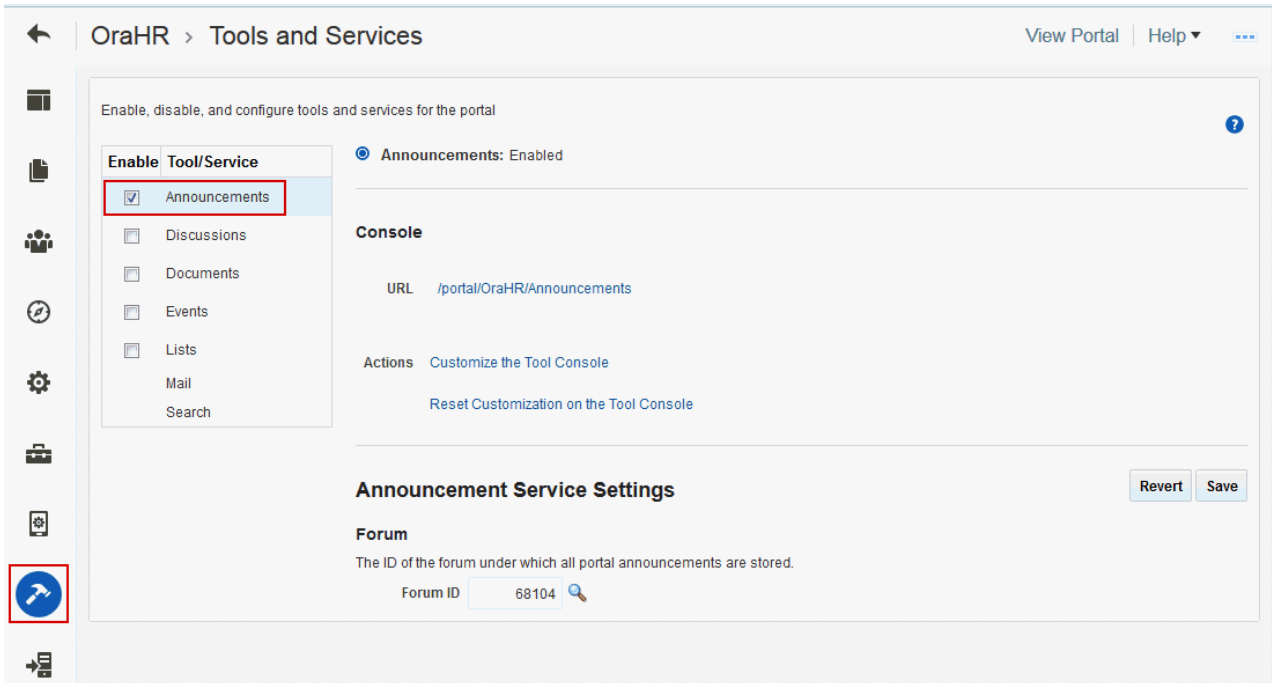 OraHR > Tools and Services
View Portal
Help
Enable, disable, and configure tools and services for the portal
?
Enable Tool/Service
Announcements
Discussions
Documents
Events
Lists
Mail
Search
Announcements: Enabled
Console
URL /portal/OraHR/Announcements
Actions Customize the Tool Console
Reset Customization on the Tool Console
Announcement Service Settings
Revert
Save
Forum
The ID of the forum under which all portal announcements are stored.
Forum ID 68104